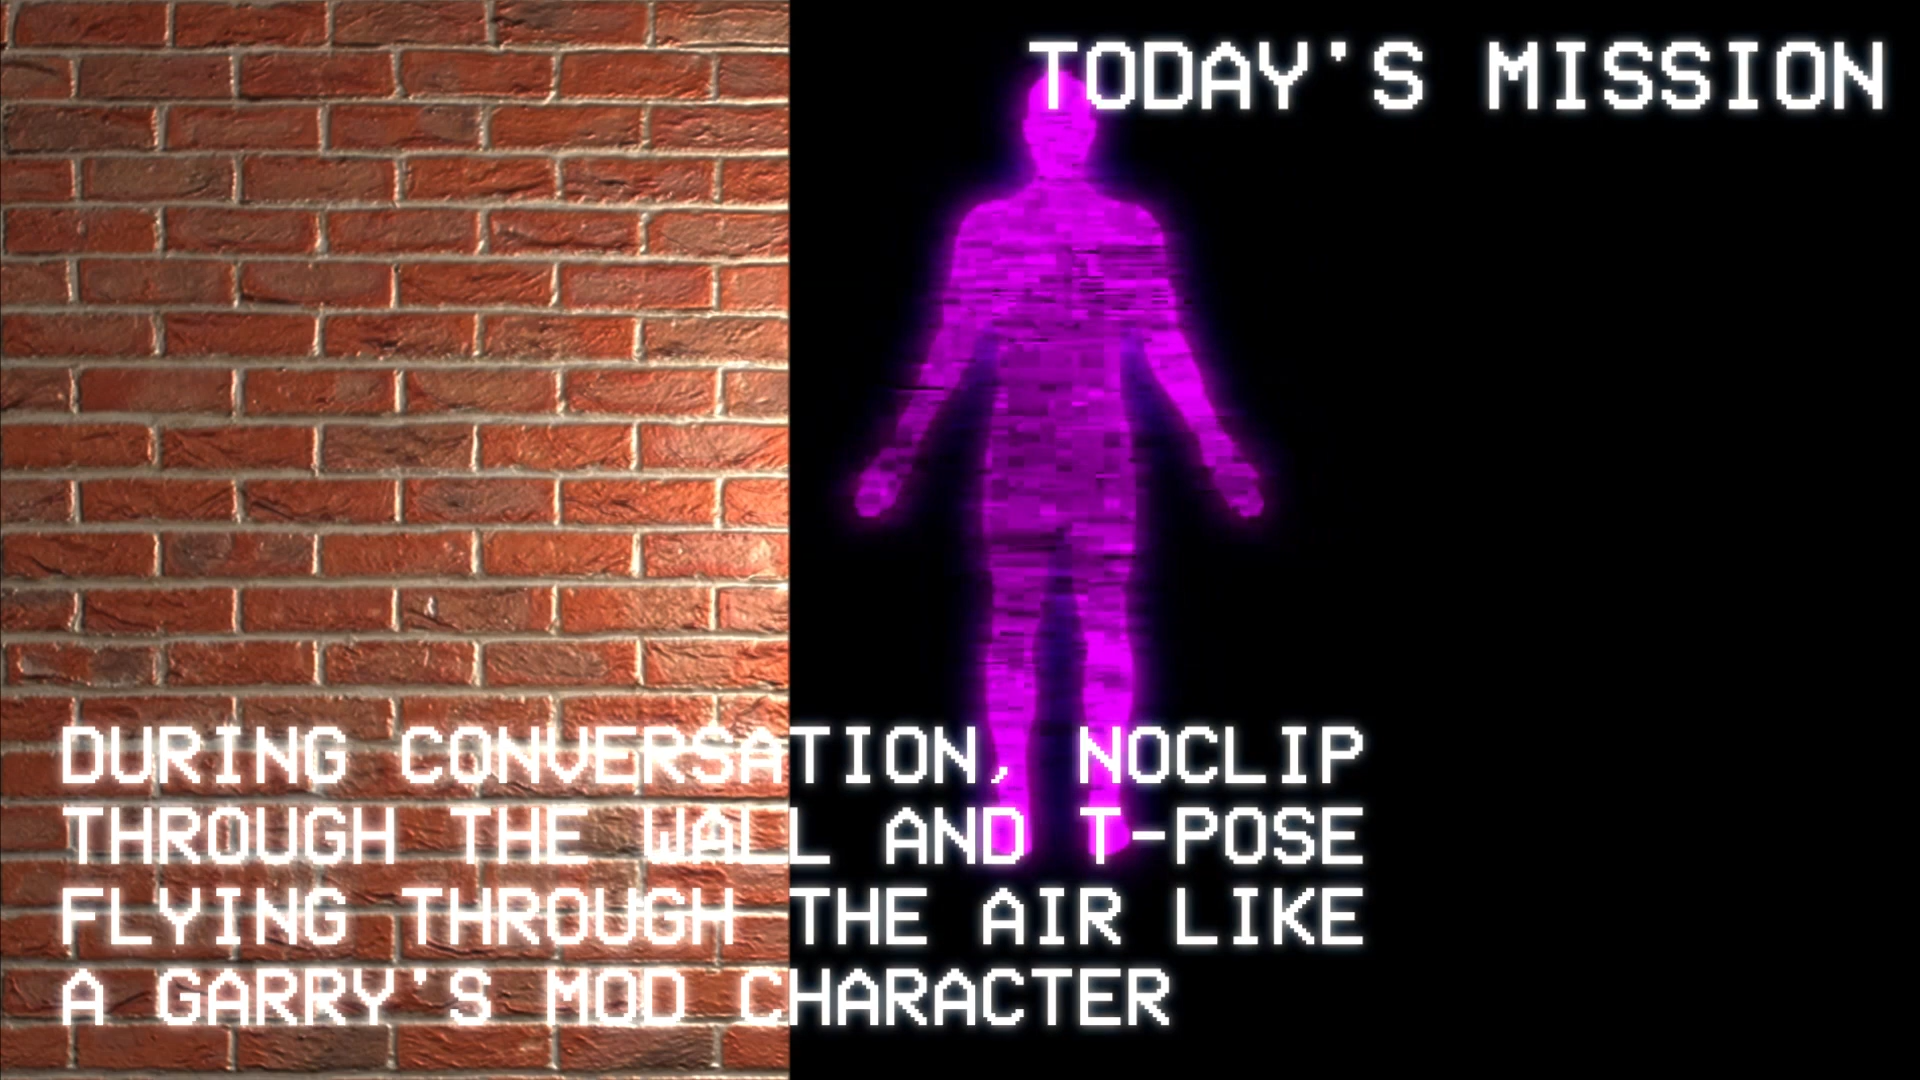 TODAY'S MISSION
DURING CONVERSATION, NOCLIP
THROUGH THE WALL AND T-POSE
FLYING THROUGH THE AIR LIKE
A GARRY'S MOD CHARACTER